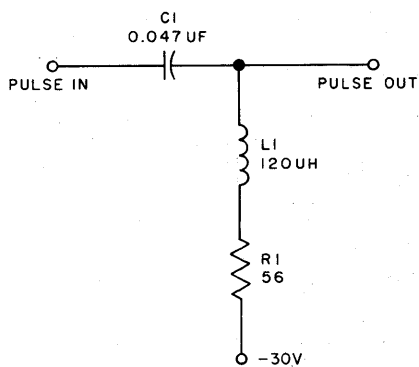 C1
0.047 UF
PULSE IN
PULSE OUT
L1
120UH
R1
56
-30V